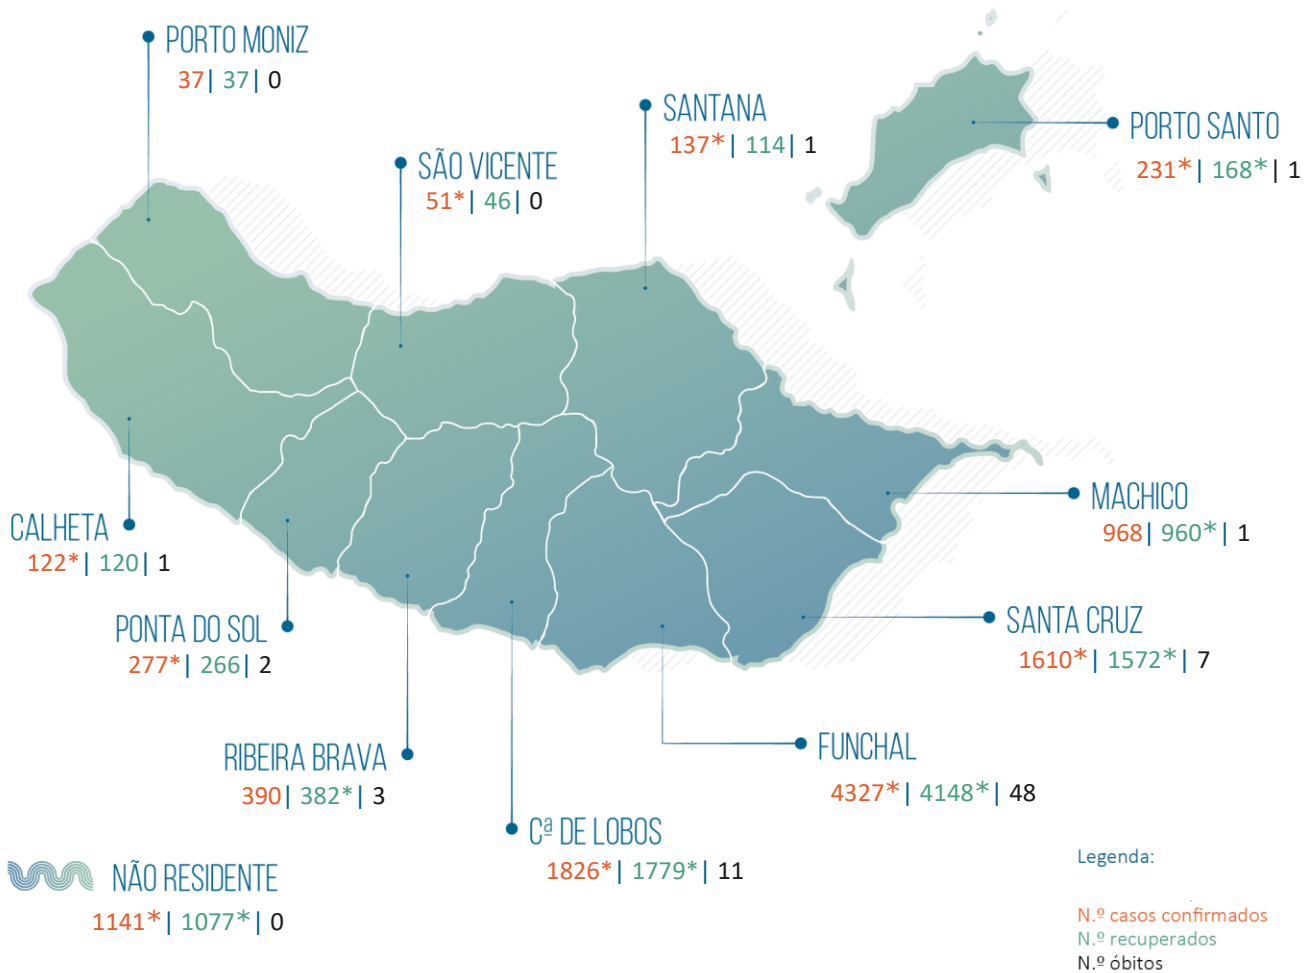 PORTO MONIZ
37| 37| 0
SANTANA
137*| 114| 1
PORTO SANTO
231*| 168*| 1
SÃO VICENTE
51*| 46| 0
MACHICO
968| 960*| 1
CALHETA
122*| 120| 1
PONTA DO SOL
277*| 266| 2
SANTA CRUZ
1610*| 1572*| 7
RIBEIRA BRAVA
390| 382*| 3
FUNCHAL
4327*| 4148*| 48
Cª DE LOBOS
1826*| 1779*| 11
NÃO RESIDENTE
1141*| 1077*| 0
Legenda:
N.º casos confirmados
N.º recuperados
N.º óbitos